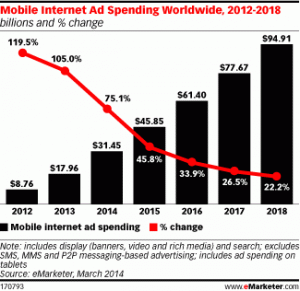 Mobile Internet Ad Spending Worldwide, 2012-2018
billions and % change
119.5%
105.0%
75.1%
45.8%
33.9%
26.5%
22.2%
$8.76
$17.96
$31.45
$45.85
$61.40
$77.67
$94.91
2012 2013 2014 2015 2016 2017 2018
Mobile internet ad spending % change
Note: includes display (banners, video and rich media) and search; excludes
SMS, MMS and P2P messaging-based advertising; includes ad spending on
tablets
Source: eMarketer, March 2014
170793 www.eMarketer.com